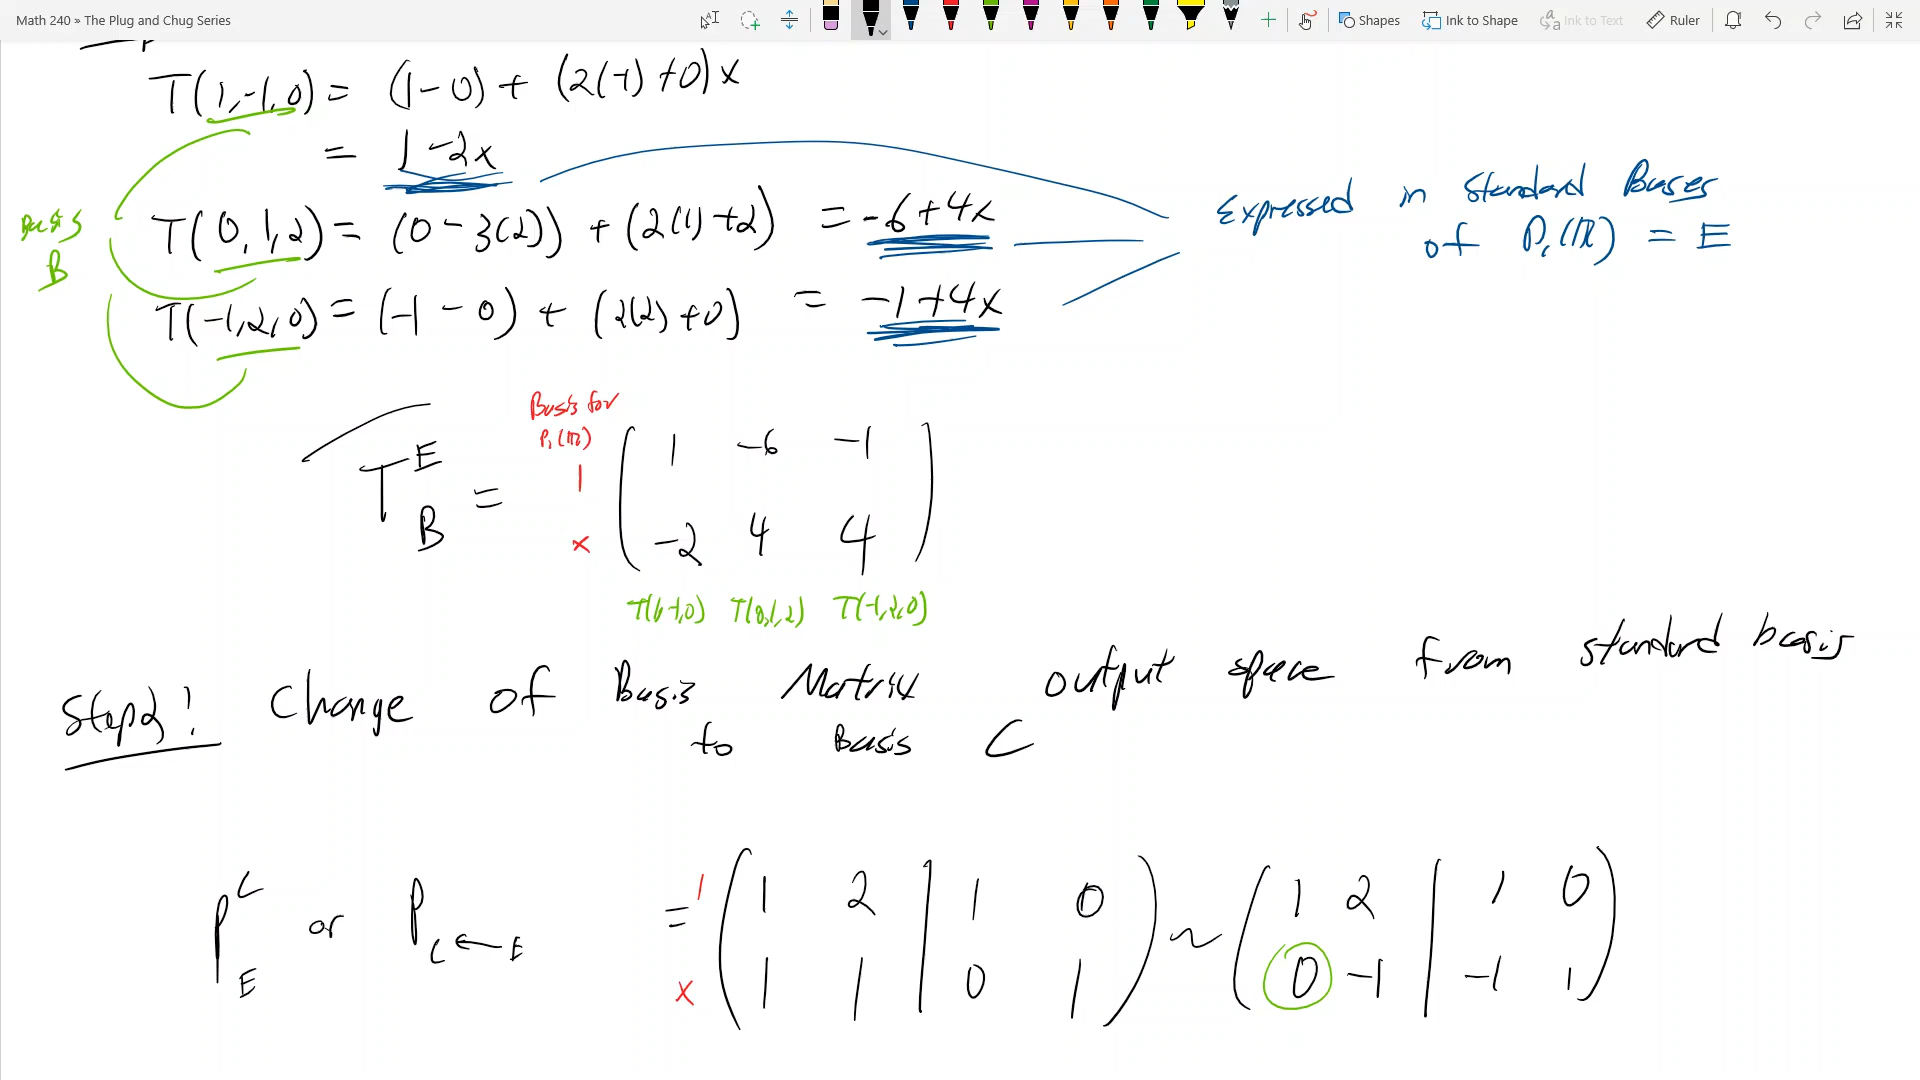 Math 240 » The Plug and Chug Series
Shapes Ink to Shape Ink to Text Ruler
T(1,-1,0) = (1-0) + (2(-1)+0)x
= 1-2x
T(0,1,2) = (0-3(2)) + (2(1)+2) = -6+4x
Basis
B
T(-1,2,0) = (-1-0) + (2(2)+0) = -1+4x
Expressed in Standard Bases
of P₁(ℝ) = E
Basis for
P₁(ℝ)
T E B = 1 ( 1 -6 -1
x -2 4 4 )
T(1,-1,0) T(0,1,2) T(-1,2,0)
Step 2: Change of Basis Matrix output space from standard basis
to Basis C
P C E or P C←E = 1 ( 1 2 | 1 0 ) ~ ( 1 2 | 1 0 )
x ( 1 1 | 0 1 ) ( 0 -1 | -1 1 )